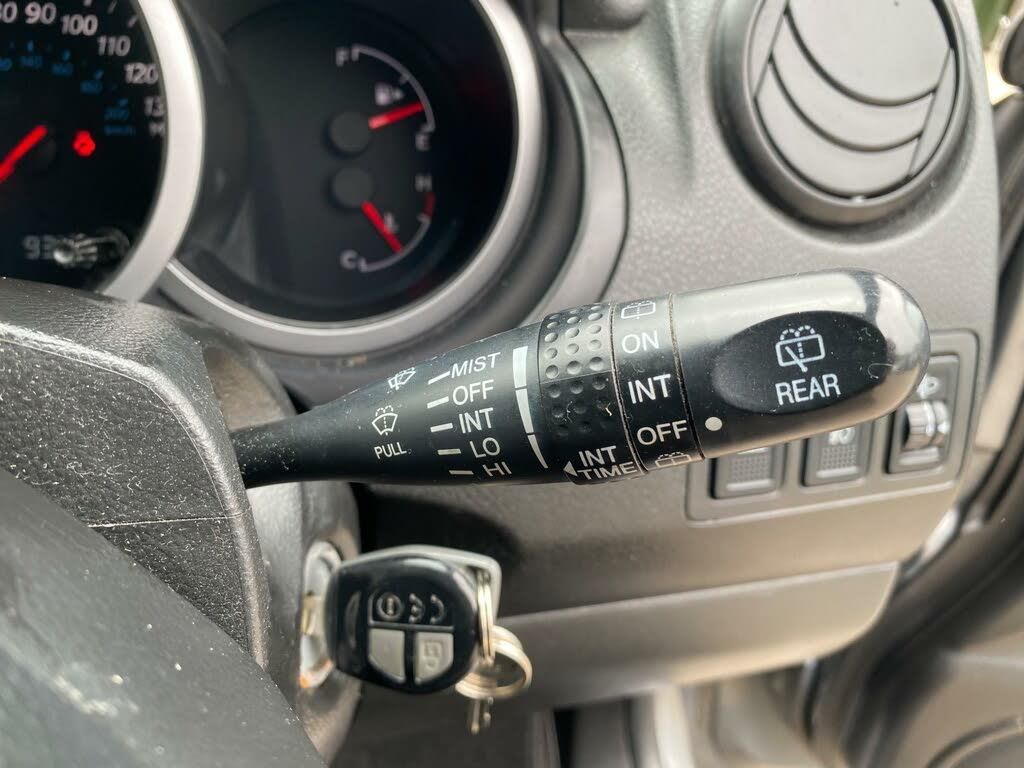 90
100
110
120
F
E
H
C
MIST
OFF
INT
LO
HI
PULL
INT
TIME
ON
INT
OFF
REAR